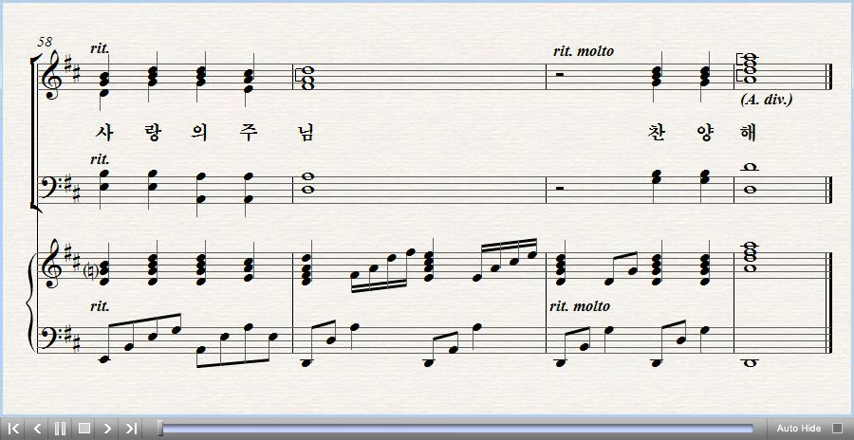 58
rit.
rit. molto
(A. div.)
사 랑 의 주 님 찬 양 해
rit.
rit.
rit. molto
Auto Hide